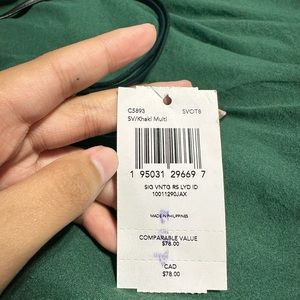 C5893 SVOT8
SV/Khaki Multi
1 95031 29669 7
SIG VNTG RS LYD ID
10011290JAX
MADE IN PHILIPPINES
COMPARABLE VALUE
$78.00
CAD
$78.00